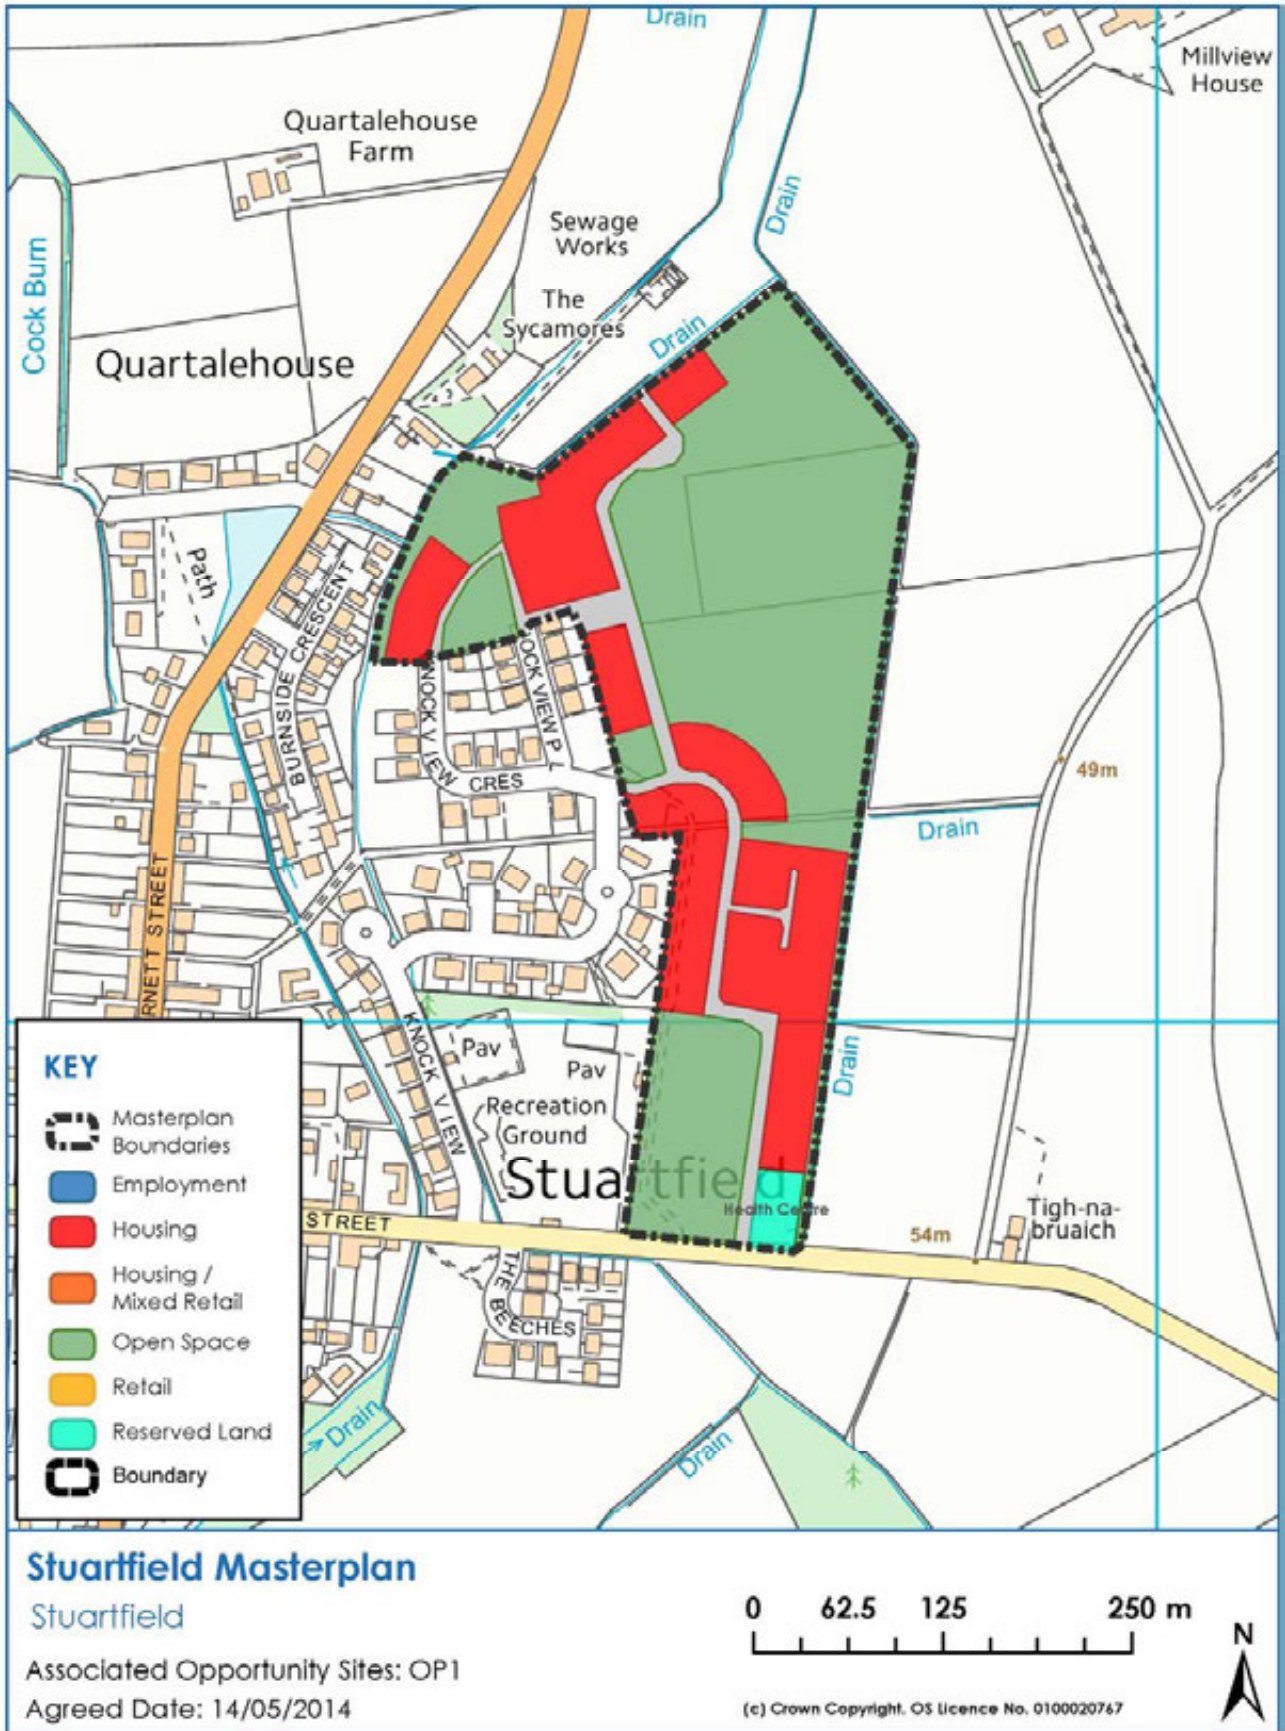 Drain
Millview
House
Quartalehouse
Farm
Drain
Sewage
Works
Cock Burn
The
Sycamores
Drain
Quartalehouse
Path
BURNSIDE CRESCENT
NOCK VIEW CRES
OCK VIEW P
49m
Drain
RNETT STREET
KNOCK VIEW
Pav
Pav
Recreation
Ground
Drain
Stuartfield
Health Centre
Tigh-na-
bruaich
54m
STREET
THE BEECHES
Drain
Drain
KEY
Masterplan
Boundaries
Employment
Housing
Housing /
Mixed Retail
Open Space
Retail
Reserved Land
Boundary
Stuartfield Masterplan
Stuartfield
Associated Opportunity Sites: OP1
Agreed Date: 14/05/2014
0 62.5 125 250 m
N
(c) Crown Copyright. OS Licence No. 0100020767